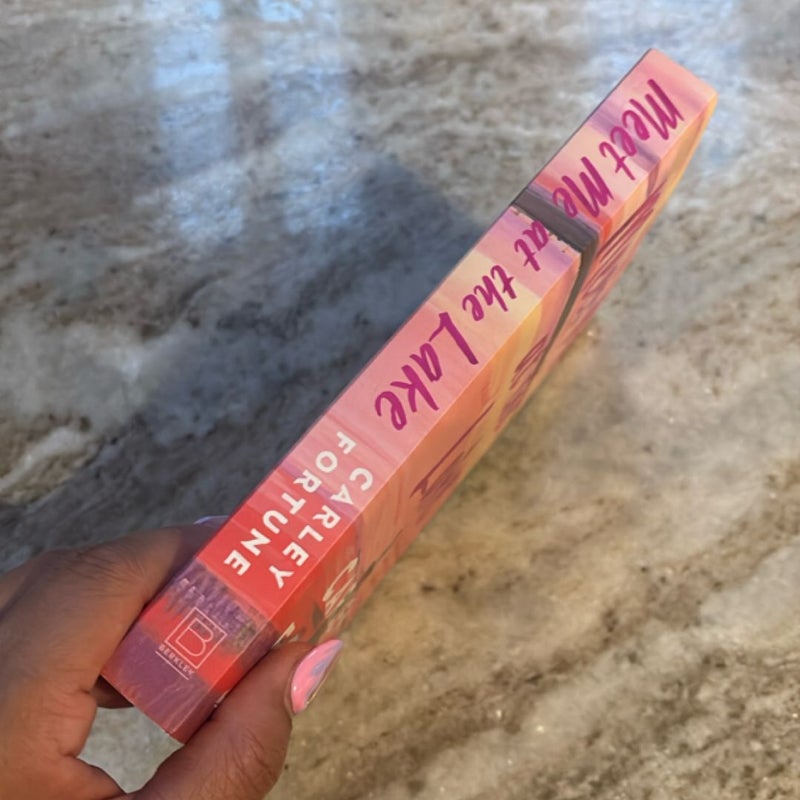 Meet Me at the Lake
CARLEY
FORTUNE
B
BERKLEY